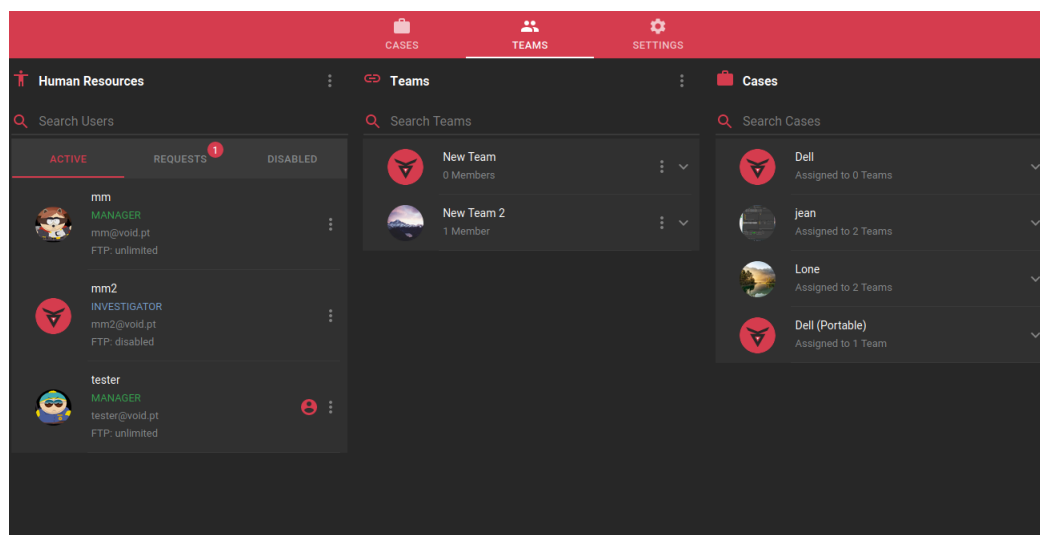 CASES
TEAMS
SETTINGS
Human Resources
Search Users
ACTIVE
REQUESTS
1
DISABLED
mm
MANAGER
mm@void.pt
FTP: unlimited
mm2
INVESTIGATOR
mm2@void.pt
FTP: disabled
tester
MANAGER
tester@void.pt
FTP: unlimited
Teams
Search Teams
New Team
0 Members
New Team 2
1 Member
Cases
Search Cases
Dell
Assigned to 0 Teams
jean
Assigned to 2 Teams
Lone
Assigned to 2 Teams
Dell (Portable)
Assigned to 1 Team